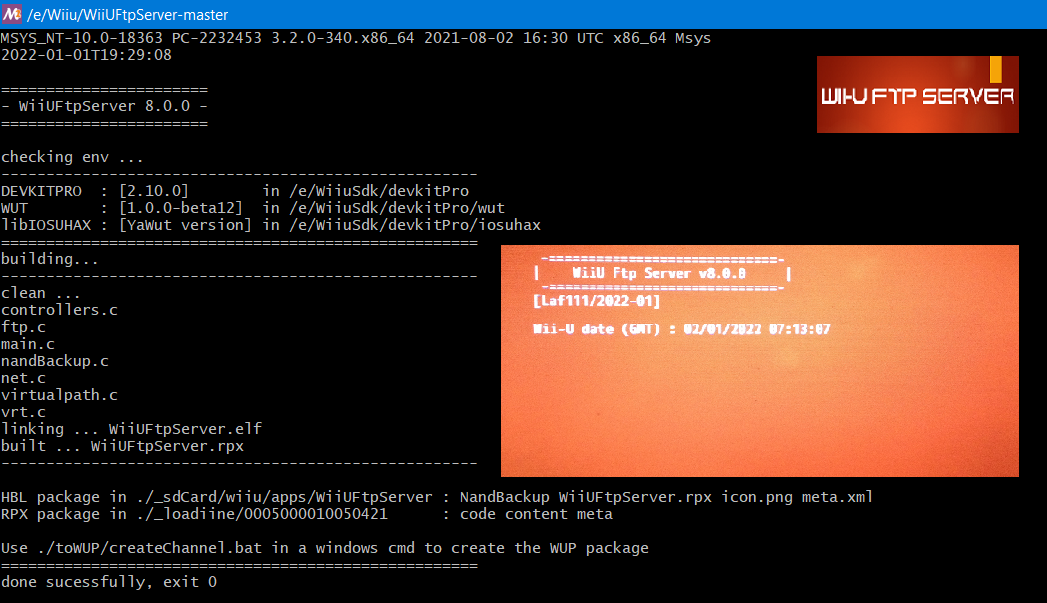 /e/Wiiu/WiiUFtpServer-master
MSYS_NT-10.0-18363 PC-2232453 3.2.0-340.x86_64 2021-08-02 16:30 UTC x86_64 Msys
2022-01-01T19:29:08
=======================
- WiiUFtpServer 8.0.0 -
=======================
WII-U FTP SERVER
checking env ...
-----------------------------------------------------
DEVKITPRO  : [2.10.0]        in /e/WiiuSdk/devkitPro
WUT        : [1.0.0-beta12]  in /e/WiiuSdk/devkitPro/wut
libIOSUHAX : [YaWut version] in /e/WiiuSdk/devkitPro/iosuhax
=====================================================
building...
-----------------------------------------------------
clean ...
controllers.c
ftp.c
main.c
nandBackup.c
net.c
virtualpath.c
vrt.c
linking ... WiiUFtpServer.elf
built ... WiiUFtpServer.rpx
-----------------------------------------------------
-============================-
|    WiiU Ftp Server v8.0.0    |
-============================-
[Laf111/2022-01]
Wii-U date (GMT) : 02/01/2022 07:13:07
HBL package in ./_sdCard/wiiu/apps/WiiUFtpServer : NandBackup WiiUFtpServer.rpx icon.png meta.xml
RPX package in ./_loadiine/0005000010050421      : code content meta
Use ./toWUP/createChannel.bat in a windows cmd to create the WUP package
=====================================================
done sucessfully, exit 0